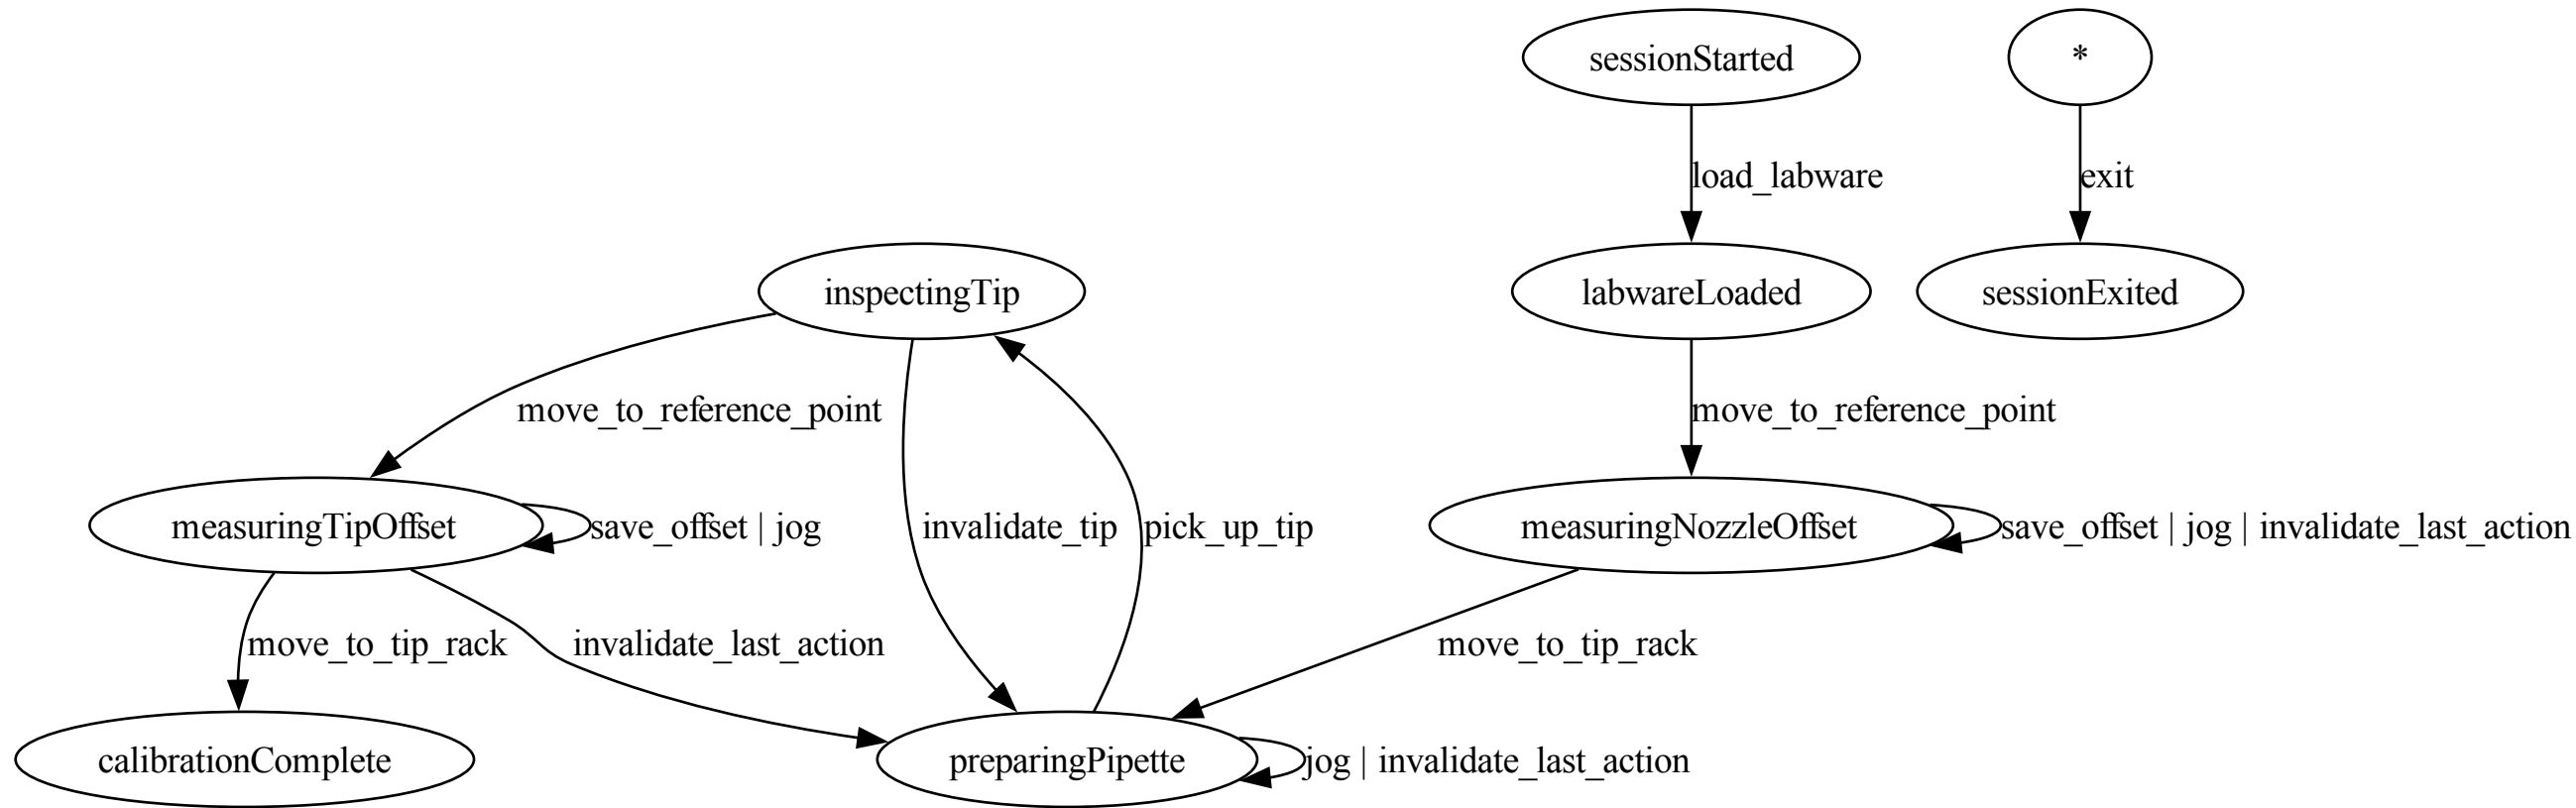 sessionStarted
*
load_labware
exit
inspectingTip
labwareLoaded
sessionExited
move_to_reference_point
move_to_reference_point
measuringTipOffset
save_offset | jog
invalidate_tip
pick_up_tip
measuringNozzleOffset
save_offset | jog | invalidate_last_action
move_to_tip_rack
invalidate_last_action
move_to_tip_rack
calibrationComplete
preparingPipette
jog | invalidate_last_action